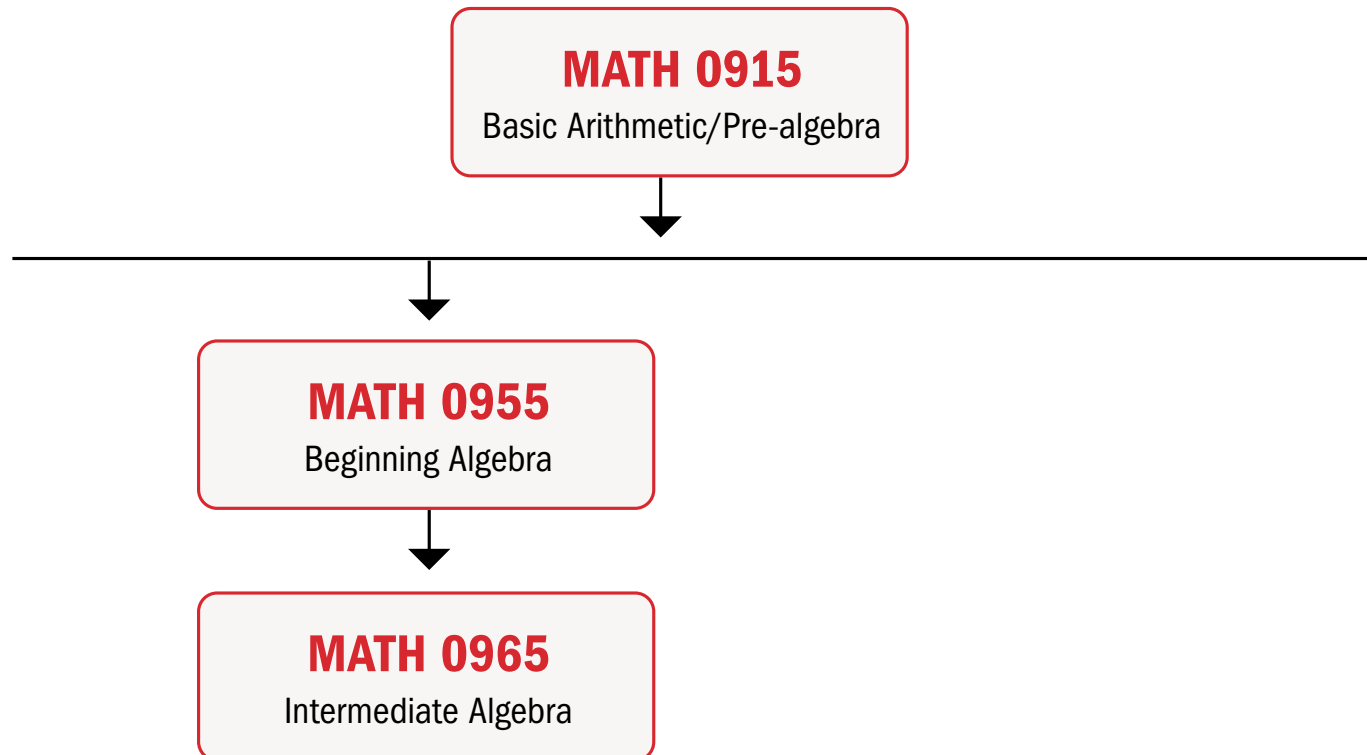 MATH 0915
Basic Arithmetic/Pre-algebra
MATH 0955
Beginning Algebra
MATH 0965
Intermediate Algebra